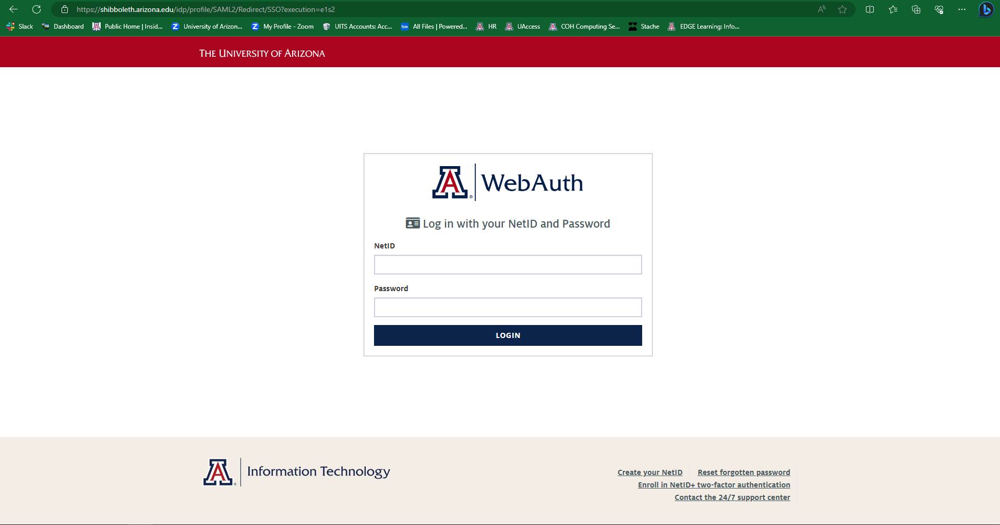 https://shibboleth.arizona.edu/idp/profile/SAML2/Redirect/SSO?execution=e1s2
Slack Dashboard Public Home | Insid... University of Arizon... My Profile - Zoom UITS Accounts: Acc... All Files | Powered... HR UAccess COH Computing Se... Stache EDGE Learning: Info...
THE UNIVERSITY OF ARIZONA
A® WebAuth
Log in with your NetID and Password
NetID
Password
LOGIN
A® Information Technology
Create your NetID Reset forgotten password
Enroll in NetID+ two-factor authentication
Contact the 24/7 support center